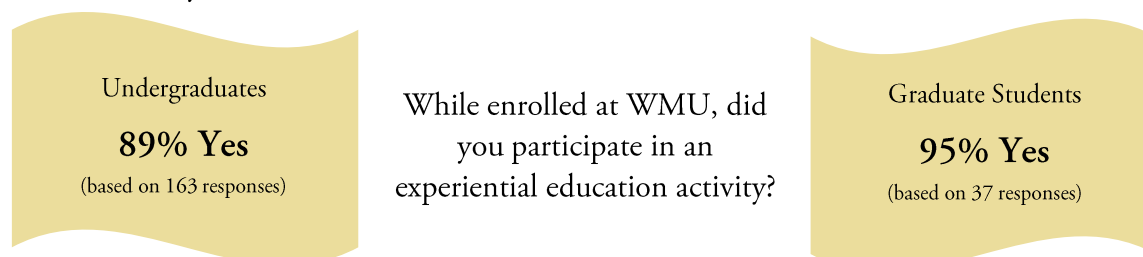 Undergraduates
89% Yes
(based on 163 responses)
While enrolled at WMU, did
you participate in an
experiential education activity?
Graduate Students
95% Yes
(based on 37 responses)